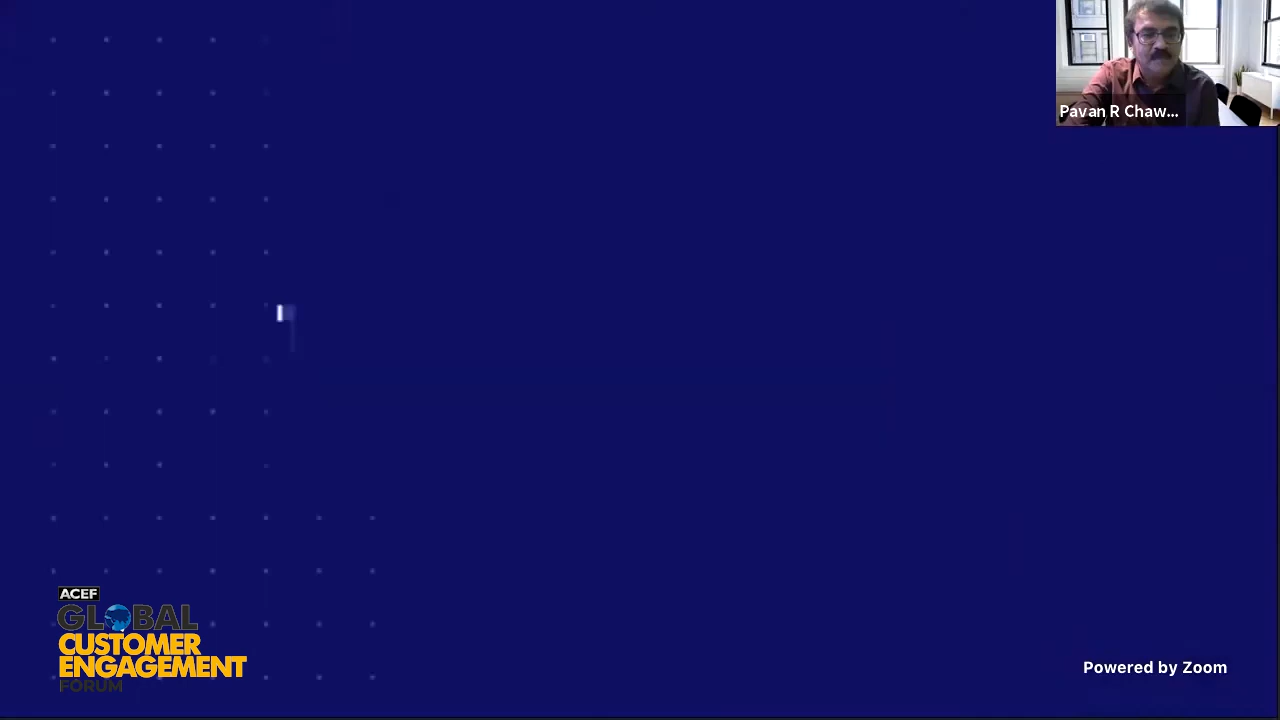 Pavan R Chaw...
ACEF
GLOBAL
CUSTOMER
ENGAGEMENT
FORUM
Powered by Zoom